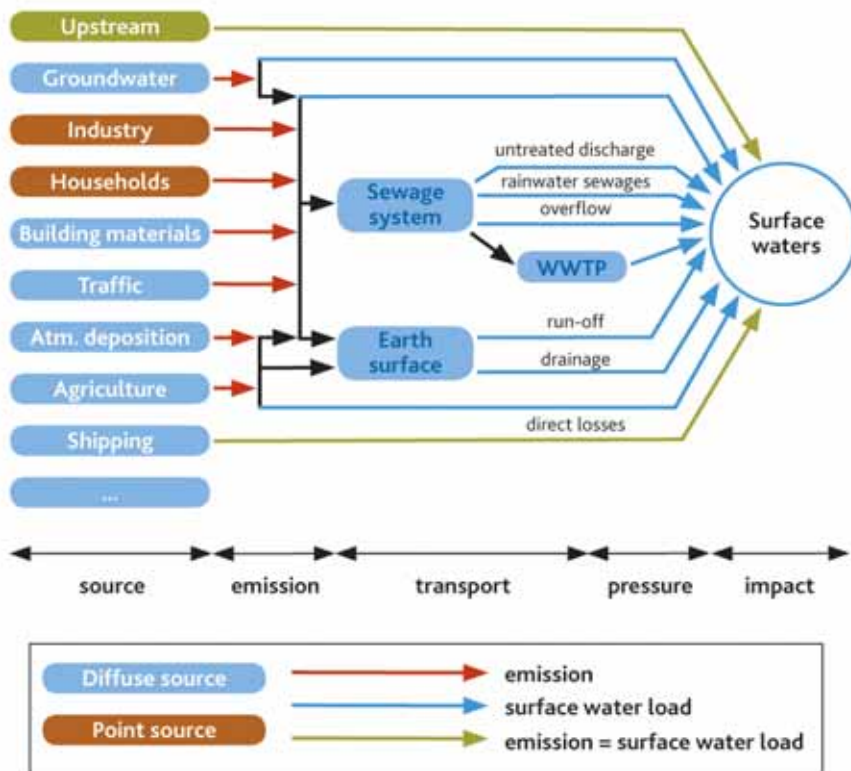 Upstream
Groundwater
Industry
Households
Building materials
Traffic
Atm. deposition
Agriculture
Shipping
...
Sewage
system
WWTP
Earth
surface
untreated discharge
rainwater sewages
overflow
run-off
drainage
direct losses
Surface
waters
source
emission
transport
pressure
impact
Diffuse source
emission
surface water load
Point source
emission = surface water load